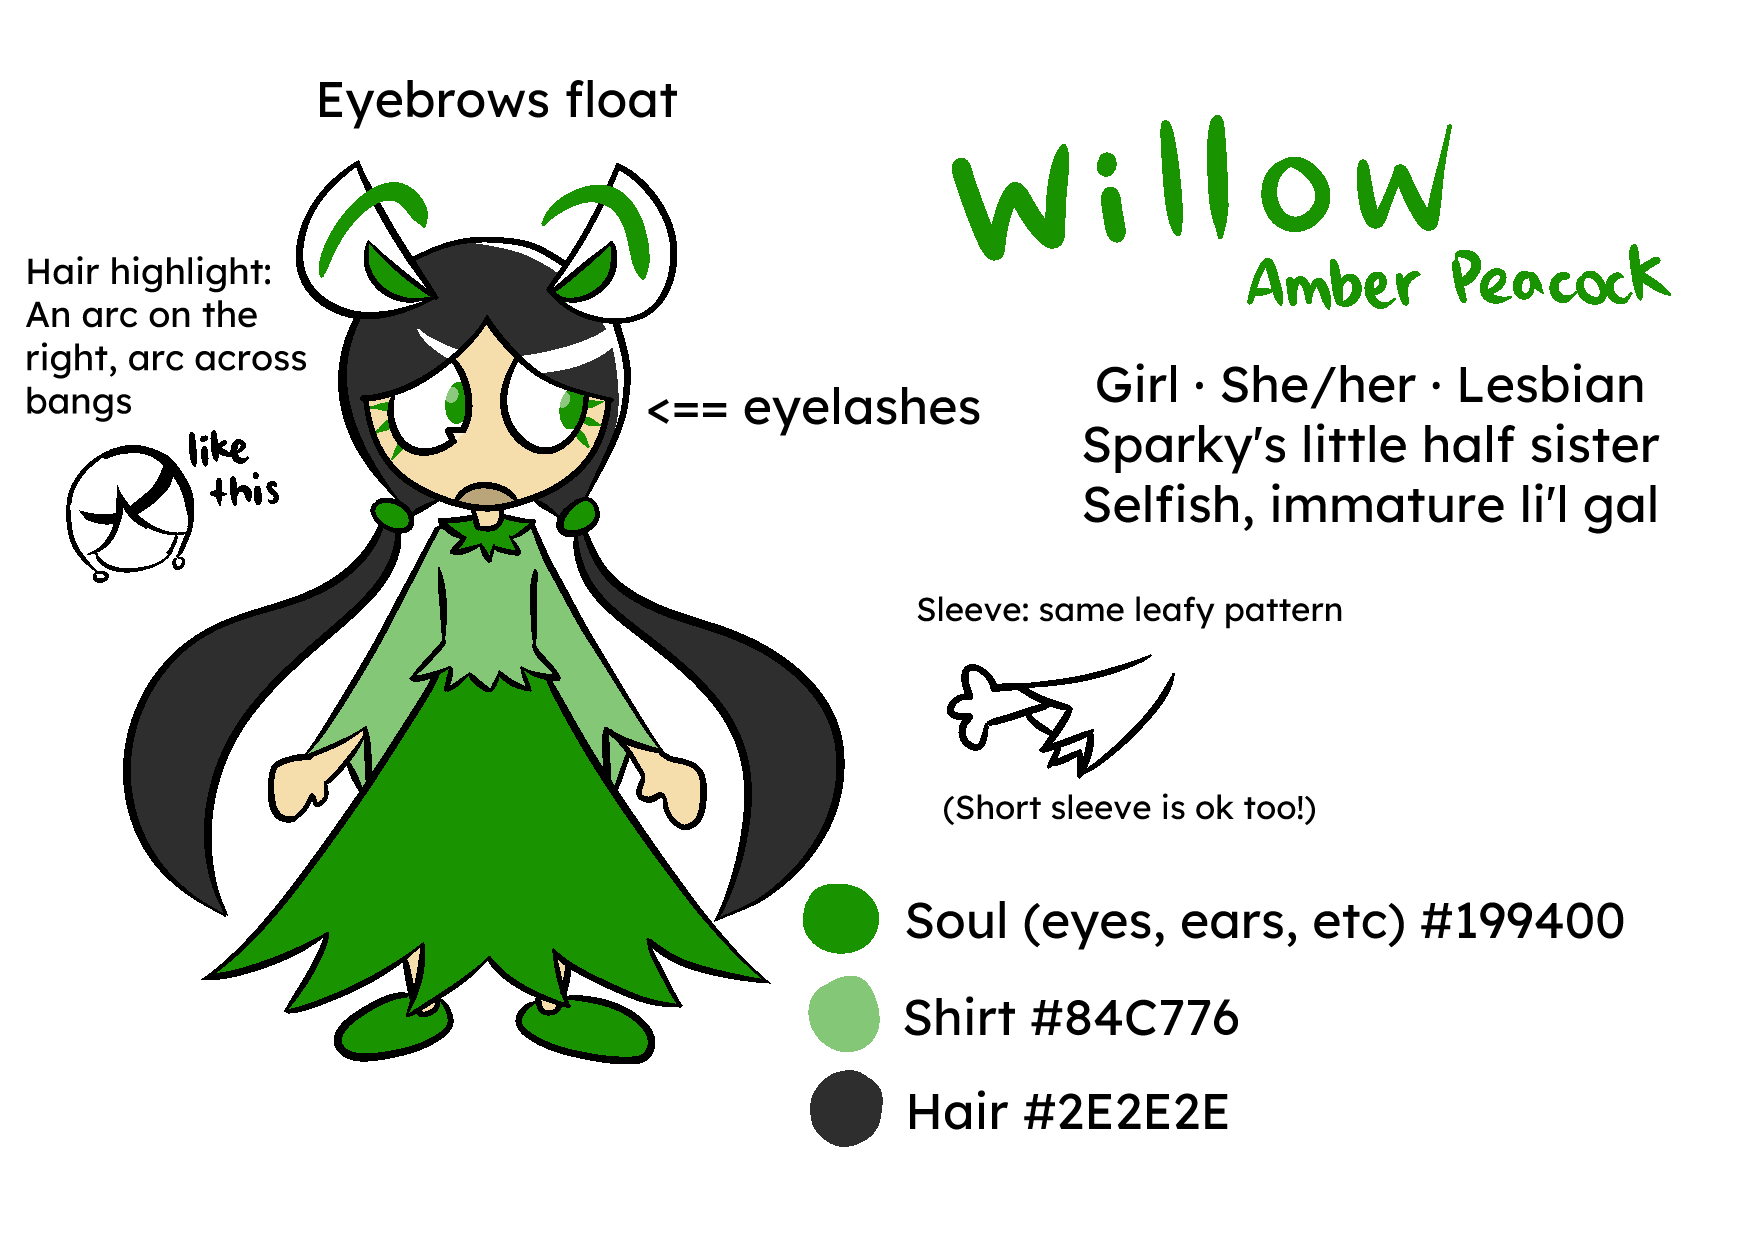 Eyebrows float
Willow
Amber Peacock
Hair highlight:
An arc on the
right, arc across
bangs
like
this
<== eyelashes
Girl · She/her · Lesbian
Sparky's little half sister
Selfish, immature li'l gal
Sleeve: same leafy pattern
(Short sleeve is ok too!)
Soul (eyes, ears, etc) #199400
Shirt #84C776
Hair #2E2E2E